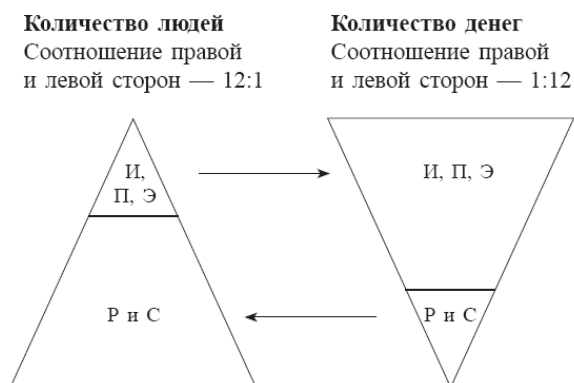 Количество людей
Соотношение правой
и левой сторон — 12:1
Количество денег
Соотношение правой
и левой сторон — 1:12
И,
П, Э
И, П, Э
Р и С
Р и С